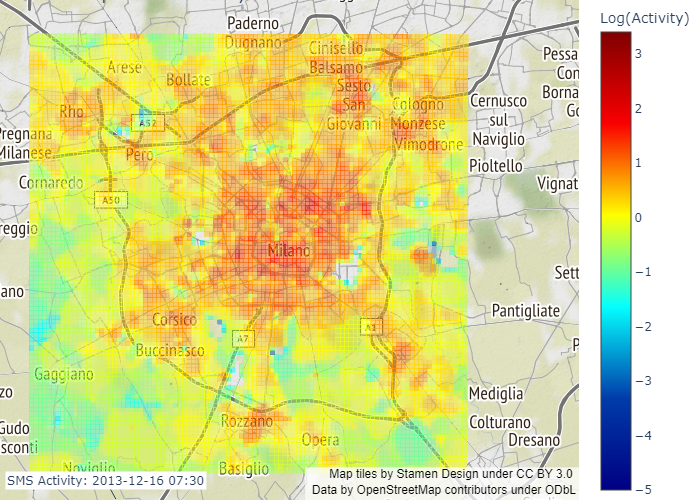 Log(Activity)
Paderno
Dugnano
Cinisello
Balsamo
Arese
Bollate
Sesto
San
Giovanni
Rho
A52
Cologno
Monzese
Vimodrone
Cernusco
sul
Naviglio
Pessa
Con
Borna
Go
Pregnana
Milanese
Pero
Pioltello
Cornaredo
A50
Vignat
reggio
Milano
Sett
ano
Pantigliate
Corsico
A7
A1
Buccinasco
P
Gaggiano
zo
Mediglia
Rozzano
Colturano
Gudo
sconti
Opera
Dresano
Noviglio
Basiglio
SMS Activity: 2013-12-16 07:30
Map tiles by Stamen Design under CC BY 3.0
Data by OpenStreetMap contributors under ODbL
3
2
1
0
−1
−2
−3
−4
−5